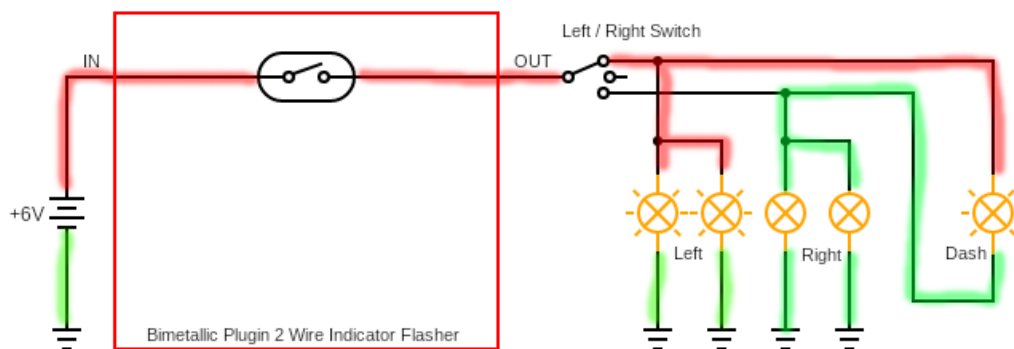 Left / Right Switch
IN
OUT
+6V
Left
Right
Dash
Bimetallic Plugin 2 Wire Indicator Flasher